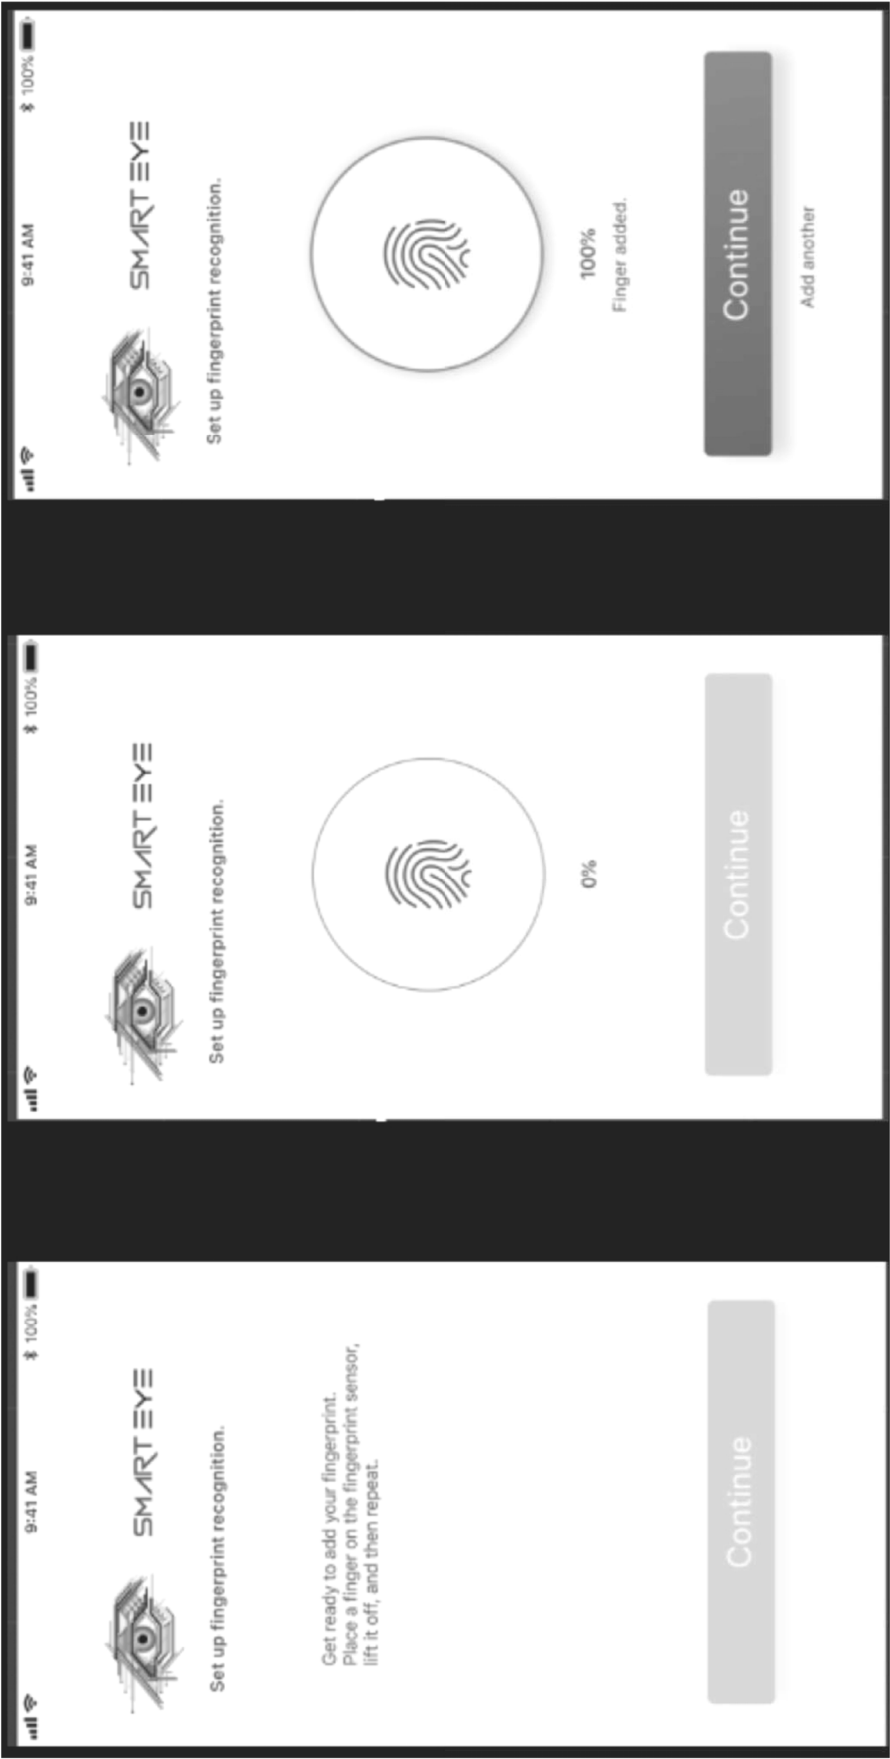 9:41 AM 100%
SMART EYE
Set up fingerprint recognition.
Get ready to add your fingerprint.
Place a finger on the fingerprint sensor,
lift it off, and then repeat.
Continue
9:41 AM 100%
SMART EYE
Set up fingerprint recognition.
0%
Continue
9:41 AM 100%
SMART EYE
Set up fingerprint recognition.
100%
Finger added.
Continue
Add another